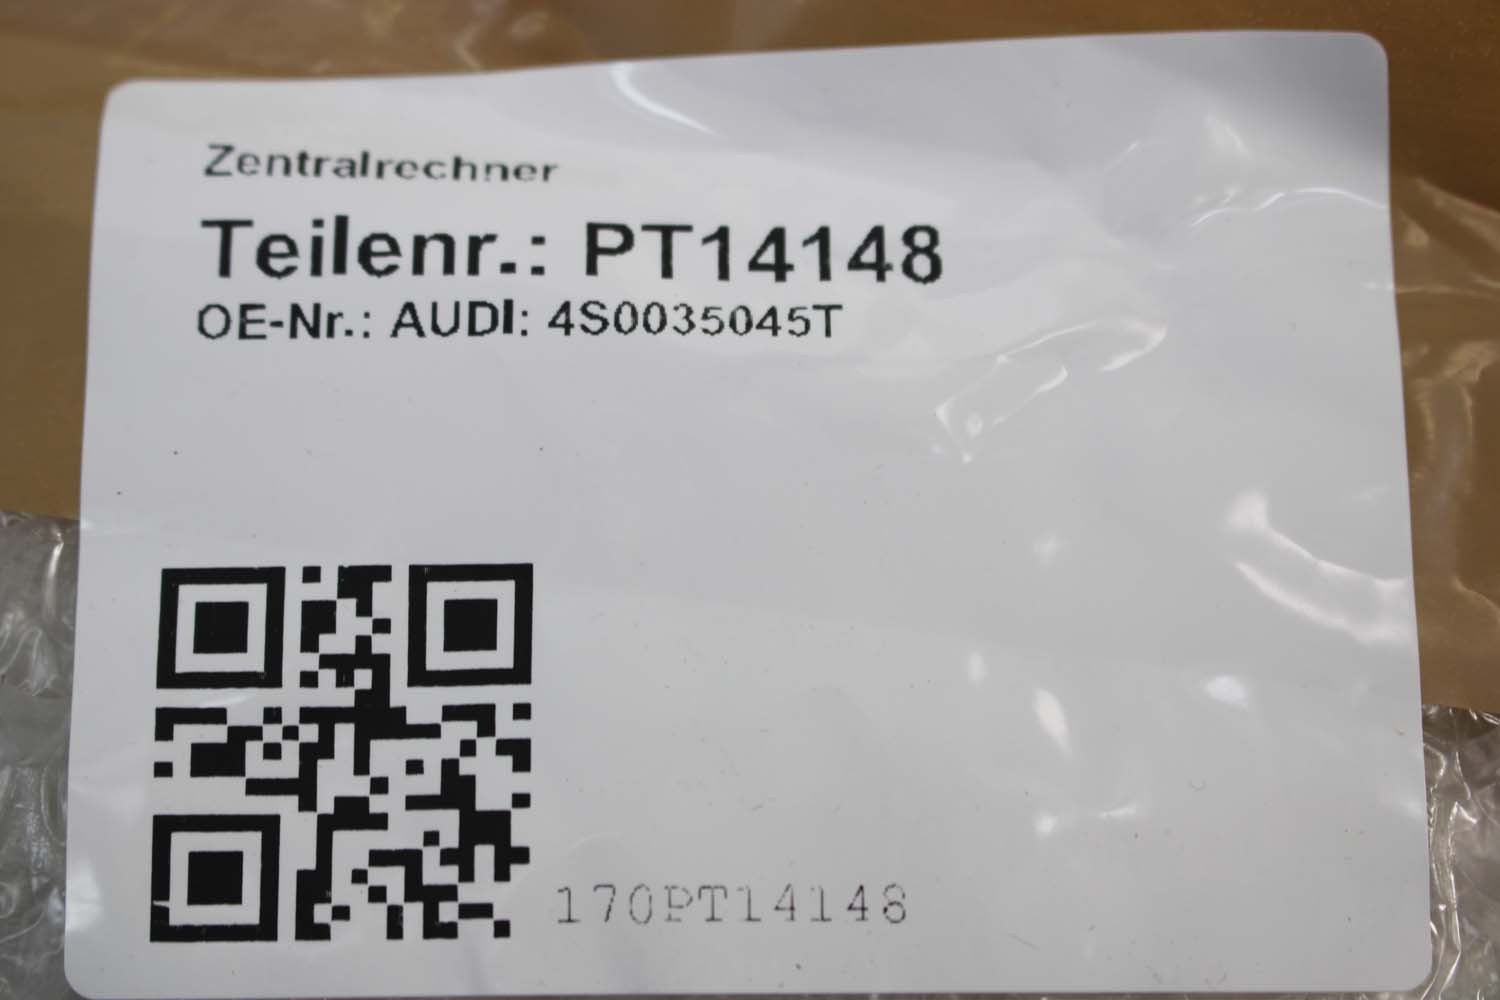 Zentralrechner
Teilenr.: PT14148
OE-Nr.: AUDI: 4S0035045T
170PT14148